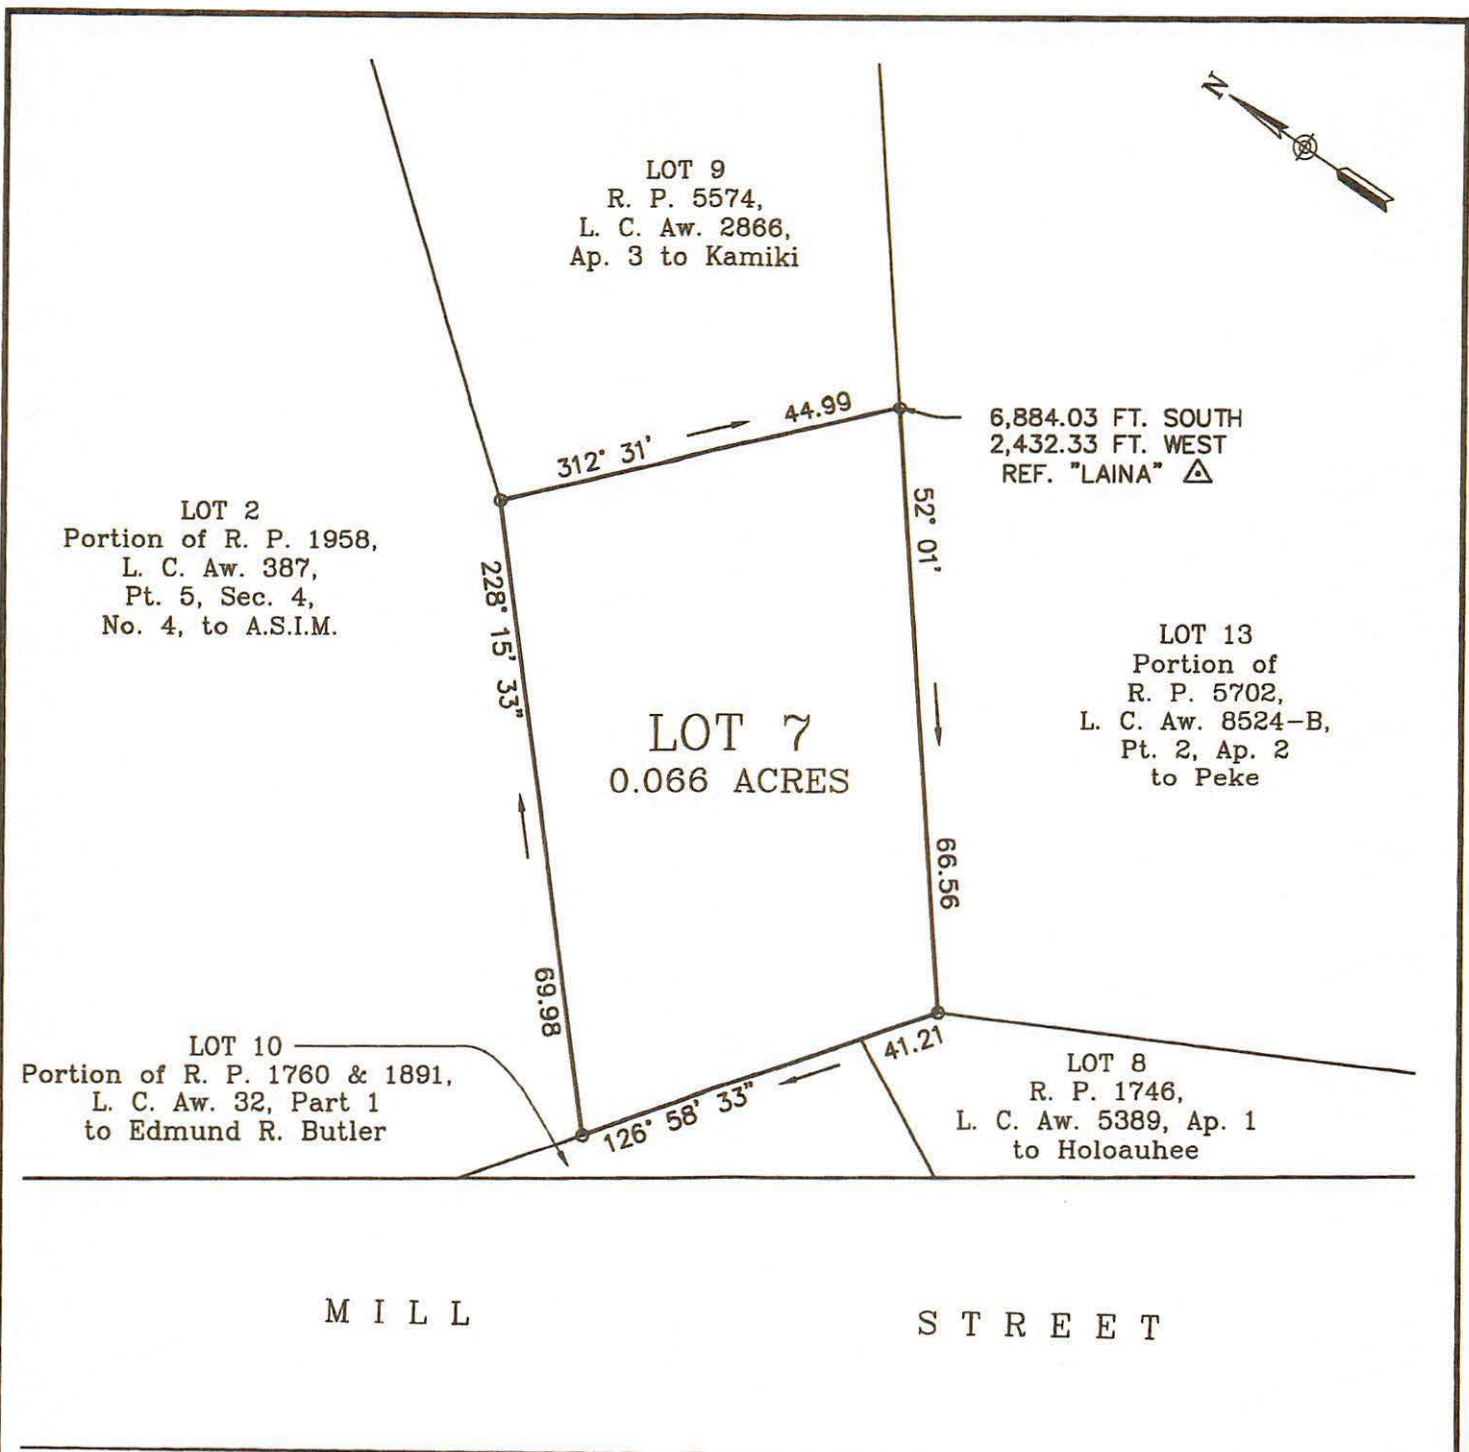 N
LOT 9
R. P. 5574,
L. C. Aw. 2866,
Ap. 3 to Kamiki
312° 31'
44.99
6,884.03 FT. SOUTH
2,432.33 FT. WEST
REF. "LAINA"
LOT 2
Portion of R. P. 1958,
L. C. Aw. 387,
Pt. 5, Sec. 4,
No. 4, to A.S.I.M.
228° 15' 33"
69.98
52° 01'
66.56
LOT 7
0.066 ACRES
LOT 13
Portion of
R. P. 5702,
L. C. Aw. 8524-B,
Pt. 2, Ap. 2
to Peke
LOT 10
Portion of R. P. 1760 & 1891,
L. C. Aw. 32, Part 1
to Edmund R. Butler
126° 58' 33"
41.21
LOT 8
R. P. 1746,
L. C. Aw. 5389, Ap. 1
to Holoauhee
MILL STREET